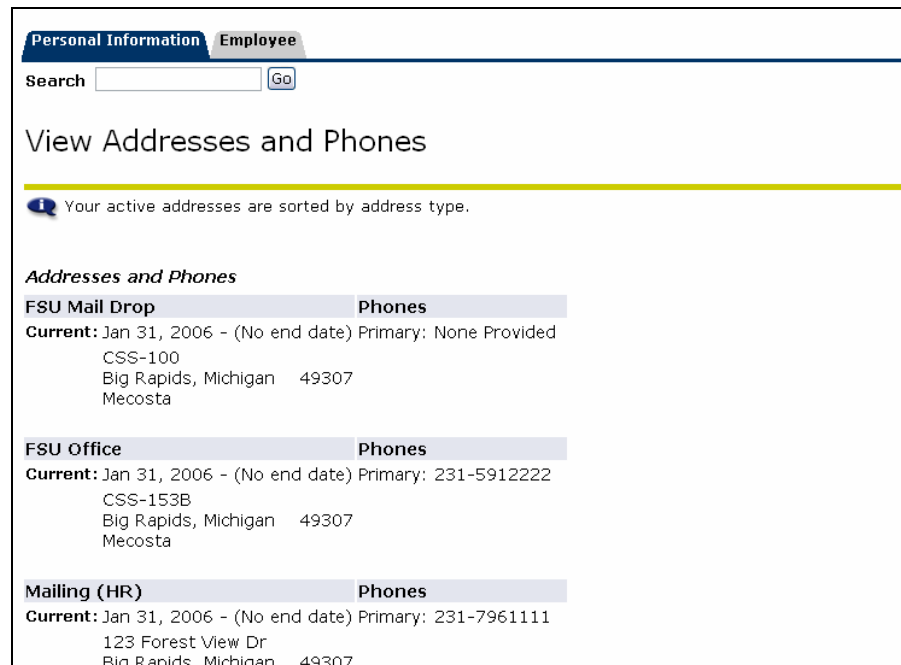 Personal Information Employee
Search Go
View Addresses and Phones
Your active addresses are sorted by address type.
Addresses and Phones
FSU Mail Drop Phones
Current: Jan 31, 2006 - (No end date) Primary: None Provided
CSS-100
Big Rapids, Michigan 49307
Mecosta
FSU Office Phones
Current: Jan 31, 2006 - (No end date) Primary: 231-5912222
CSS-153B
Big Rapids, Michigan 49307
Mecosta
Mailing (HR) Phones
Current: Jan 31, 2006 - (No end date) Primary: 231-7961111
123 Forest View Dr
Big Rapids, Michigan 49307